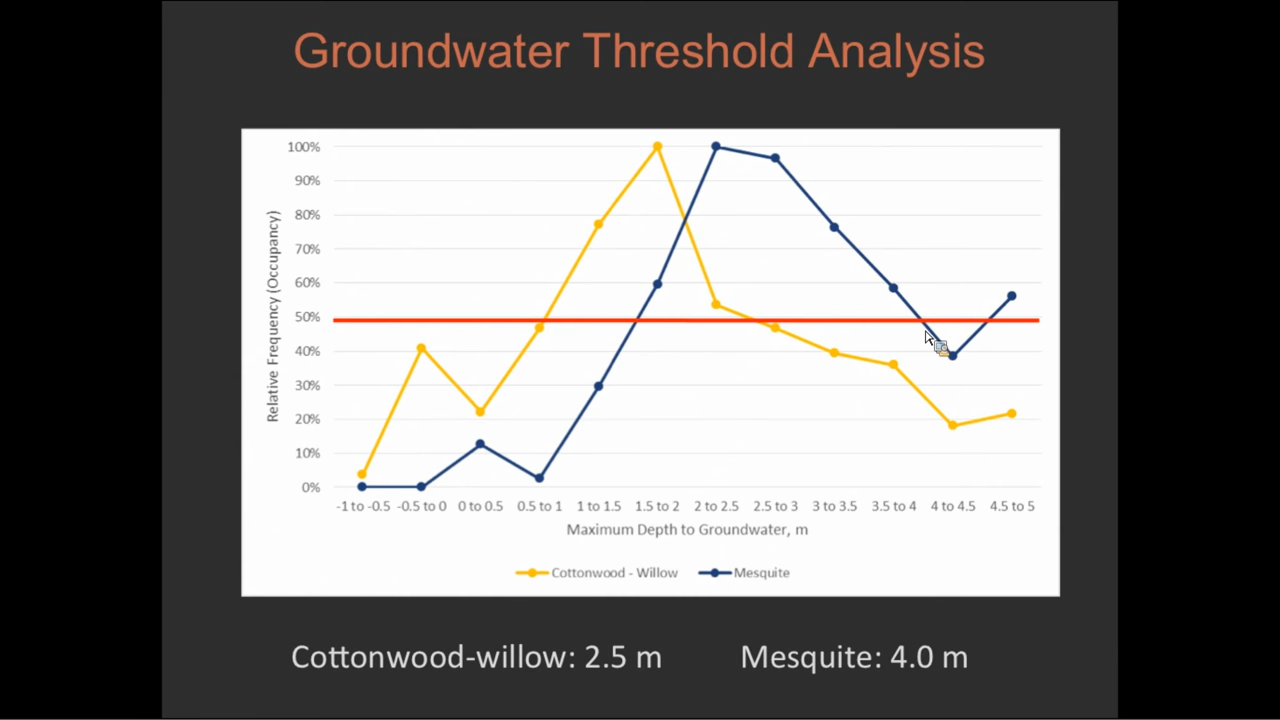 Groundwater Threshold Analysis
100%
90%
80%
70%
60%
50%
40%
30%
20%
10%
0%
Relative Frequency (Occupancy)
-1 to -0.5 -0.5 to 0 0 to 0.5 0.5 to 1 1 to 1.5 1.5 to 2 2 to 2.5 2.5 to 3 3 to 3.5 3.5 to 4 4 to 4.5 4.5 to 5
Maximum Depth to Groundwater, m
Cottonwood - Willow Mesquite
Cottonwood-willow: 2.5 m Mesquite: 4.0 m